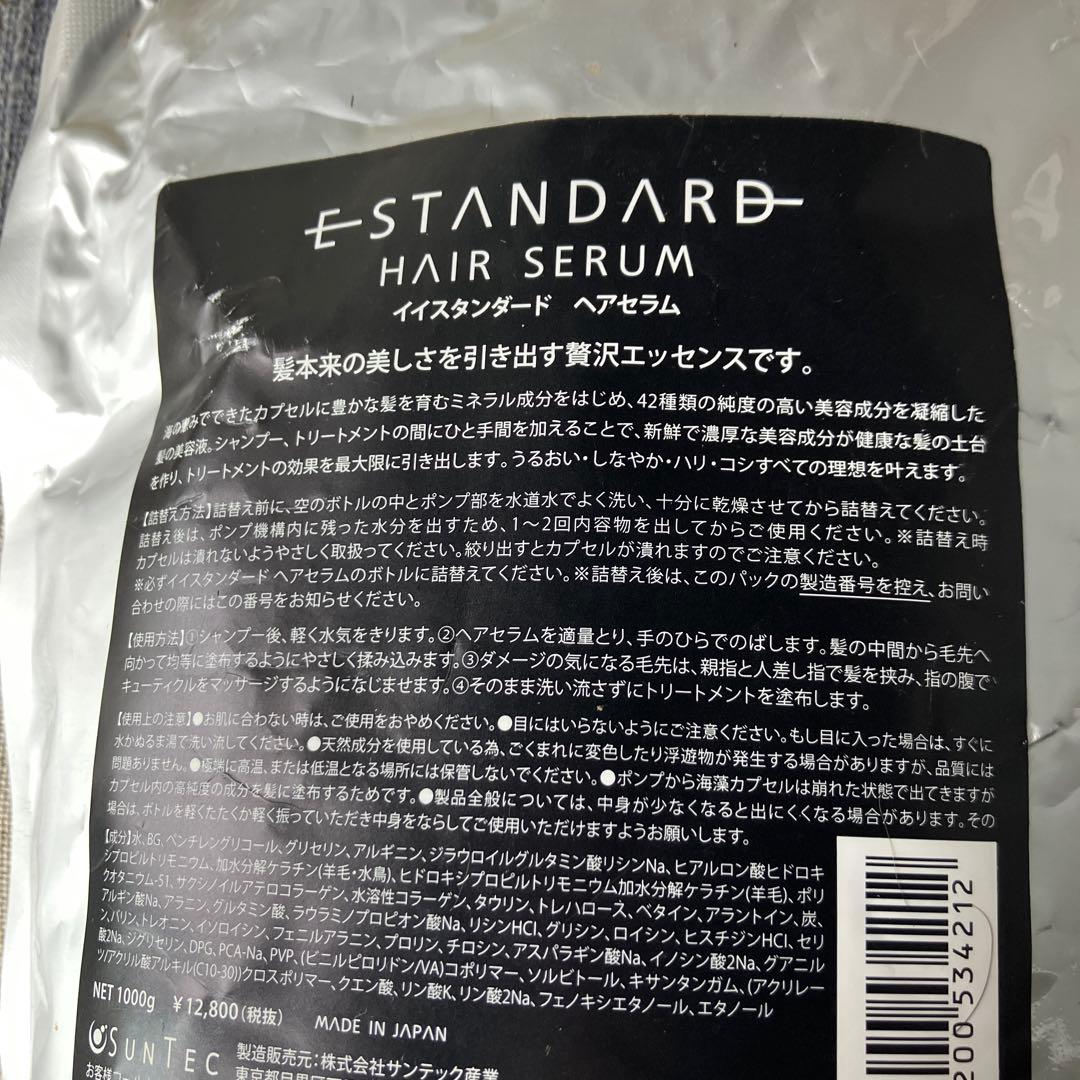 E STANDARD
HAIR SERUM
イイスタンダード ヘアセラム
髪本来の美しさを引き出す贅沢エッセンスです。
海の恵みでできたカプセルに豊かな髪を育むミネラル成分をはじめ、42種類の純度の高い美容成分を凝縮した
髪の美容液。シャンプー、トリートメントの間にひと手間を加えることで、新鮮で濃厚な美容成分が健康な髪の土台
を作り、トリートメントの効果を最大限に引き出します。うるおい・しなやか・ハリ・コシすべての理想を叶えます。
【詰替え方法】詰替え前に、空のボトルの中とポンプ部を水道水でよく洗い、十分に乾燥させてから詰替えてください。
詰替え後は、ポンプ機構内に残った水分を出すため、1〜2回内容物を出してからご使用ください。※詰替え時
カプセルは潰れないようやさしく取扱ってください。絞り出すとカプセルが潰れますのでご注意ください。
※必ずイイスタンダード ヘアセラムのボトルに詰替えてください。※詰替え後は、このパックの製造番号を控え、お問い
合わせの際にはこの番号をお知らせください。
【使用方法】①シャンプー後、軽く水気をきります。②ヘアセラムを適量とり、手のひらでのばします。髪の中間から毛先へ
向かって均等に塗布するようにやさしく揉み込みます。③ダメージの気になる毛先は、親指と人差し指で髪を挟み、指の腹で
キューティクルをマッサージするようになじませます。④そのまま洗い流さずにトリートメントを塗布します。
【使用上の注意】●お肌に合わない時は、ご使用をおやめください。●目にはいらないようにご注意ください。もし目に入った場合は、すぐに
水かぬるま湯で洗い流してください。●天然成分を使用している為、ごくまれに変色したり浮遊物が発生する場合がありますが、品質には
問題ありません。●極端に高温、または低温となる場所には保管しないでください。●ポンプから海藻カプセルは崩れた状態で出てきますが
カプセル内の高純度の成分を髪に塗布するためです。●製品全般については、中身が少なくなると出にくくなる場合があります。その
場合は、ボトルを軽くたたくか軽く振っていただき中身をならしてご使用いただけますようお願いします。
【成分】水、BG、ペンチレングリコール、グリセリン、アルギニン、ジラウロイルグルタミン酸リシンNa、ヒアルロン酸ヒドロキ
シプロピルトリモニウム、加水分解ケラチン(羊毛・水鳥)、ヒドロキシプロピルトリモニウム加水分解ケラチン(羊毛)、ポリ
クオタニウム-51、サクシノイルアテロコラーゲン、水溶性コラーゲン、タウリン、トレハロース、ベタイン、アラントイン、炭、
アルギン酸Na、アラニン、グルタミン酸、ラウラミノプロピオン酸Na、リシンHCl、グリシン、ロイシン、ヒスチジンHCl、セリ
ン、バリン、トレオニン、イソロイシン、フェニルアラニン、プロリン、チロシン、アスパラギン酸Na、イノシン酸2Na、グアニル
酸2Na、ジグリセリン、DPG、PCA-Na、PVP、(ビニルピロリドン/VA)コポリマー、ソルビトール、キサンタンガム、(アクリレー
ツ/アクリル酸アルキル(C10-30))クロスポリマー、クエン酸、リン酸K、リン酸2Na、フェノキシエタノール、エタノール
NET 1000g ¥12,800(税抜) MADE IN JAPAN
SUNTEC
製造販売元:株式会社サンテック産業
200534212